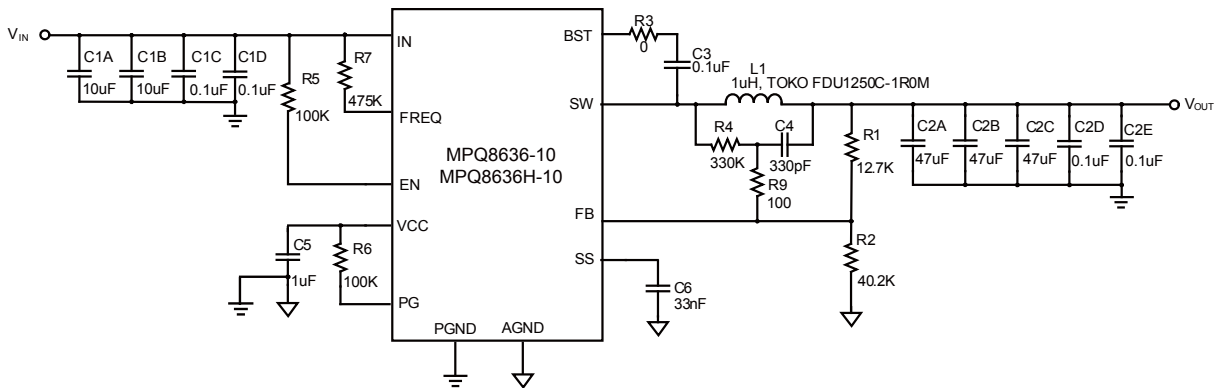 VIN
C1A
10uF
C1B
10uF
C1C
0.1uF
C1D
0.1uF
R5
100K
R7
475K
IN
FREQ
EN
VCC
PG
PGND
AGND
BST
SW
FB
SS
MPQ8636-10
MPQ8636H-10
C5
1uF
R6
100K
R3
0
C3
0.1uF
L1
1uH, TOKO FDU1250C-1R0M
R4
330K
C4
330pF
R9
100
R1
12.7K
R2
40.2K
C6
33nF
C2A
47uF
C2B
47uF
C2C
47uF
C2D
0.1uF
C2E
0.1uF
VOUT